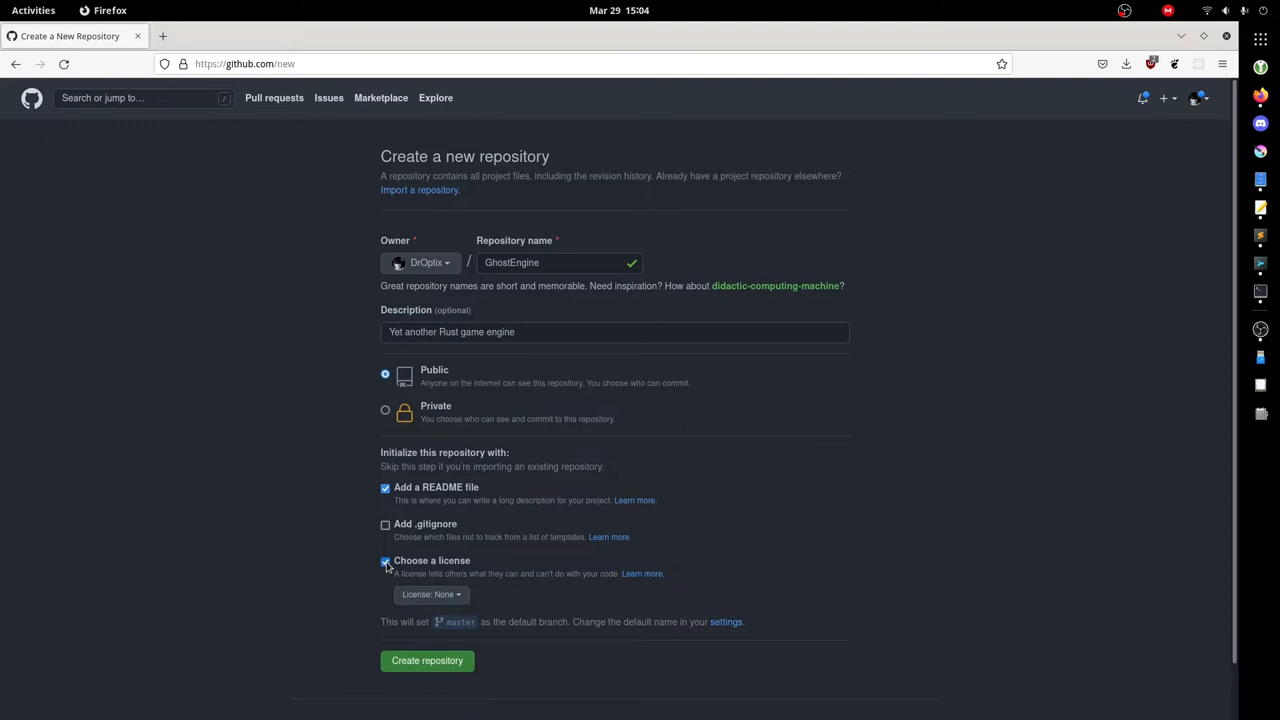 Activities
Firefox
Mar 29 15:04
Create a New Repository
https://github.com/new
Search or jump to…
/
Pull requests
Issues
Marketplace
Explore
Create a new repository
A repository contains all project files, including the revision history. Already have a project repository elsewhere?
Import a repository.
Owner *
Repository name *
DrOptix
/
GhostEngine
Great repository names are short and memorable. Need inspiration? How about didactic-computing-machine?
Description (optional)
Yet another Rust game engine
Public
Anyone on the internet can see this repository. You choose who can commit.
Private
You choose who can see and commit to this repository.
Initialize this repository with:
Skip this step if you're importing an existing repository.
Add a README file
This is where you can write a long description for your project. Learn more.
Add .gitignore
Choose which files not to track from a list of templates. Learn more.
Choose a license
A license tells others what they can and can't do with your code. Learn more.
License: None
This will set master as the default branch. Change the default name in your settings.
Create repository